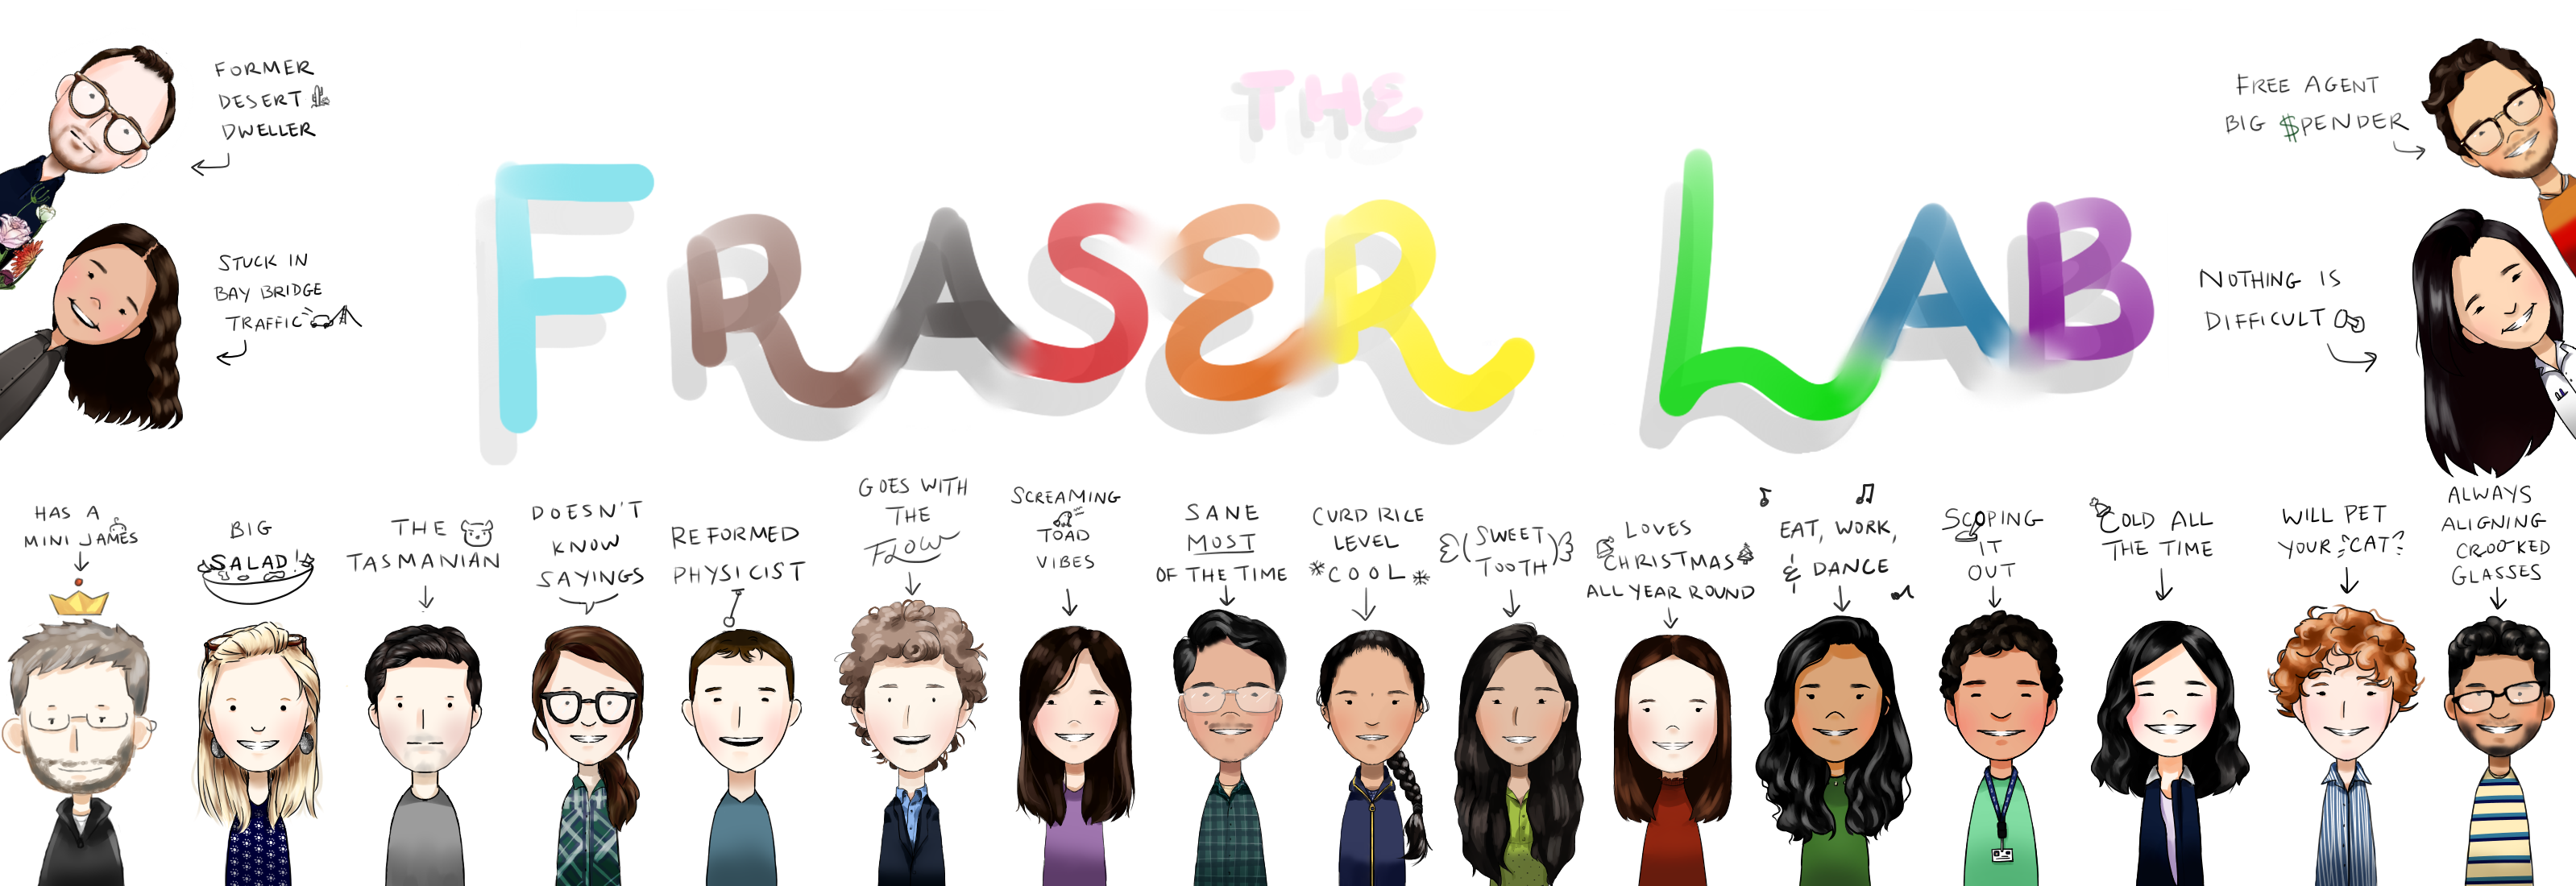 THE
FRASER LAB
FORMER
DESERT
DWELLER
STUCK IN
BAY BRIDGE
TRAFFIC
FREE AGENT
BIG $PENDER
NOTHING IS
DIFFICULT
HAS A
MINI JAMES
BIG
SALAD!
THE
TASMANIAN
DOESN'T
KNOW
SAYINGS
REFORMED
PHYSICIST
GOES WITH
THE
FLOW
SCREAMING
TOAD
VIBES
SANE
MOST
OF THE TIME
CURD RICE
LEVEL
*COOL*
(SWEET
TOOTH)
LOVES
CHRISTMAS
ALL YEAR ROUND
EAT, WORK,
& DANCE
SCOPING
IT
OUT
COLD ALL
THE TIME
WILL PET
YOUR CAT?
ALWAYS
ALIGNING
CROOKED
GLASSES